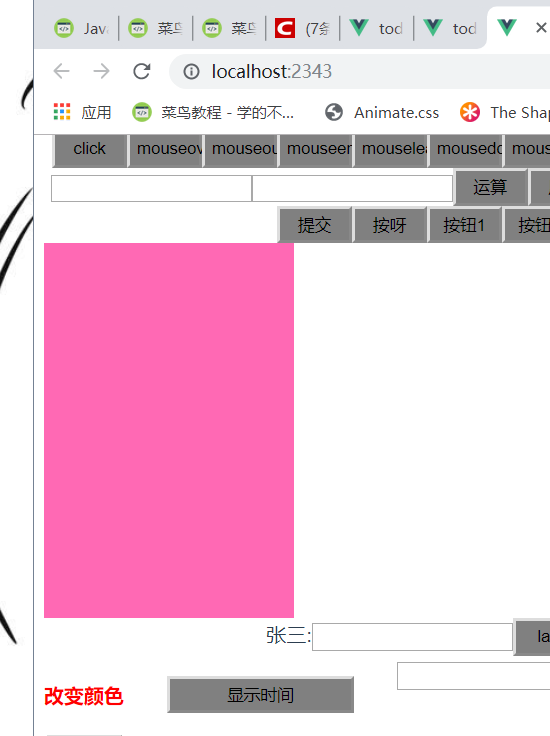 Java 菜鸟 菜鸟 (7条 tod tod
localhost:2343
应用 菜鸟教程 - 学的不... Animate.css The Shap
click mouseov mouseou mouseen mouselea mousedo mous
运算
提交 按呀 按钮1 按钮
张三: la
改变颜色 显示时间